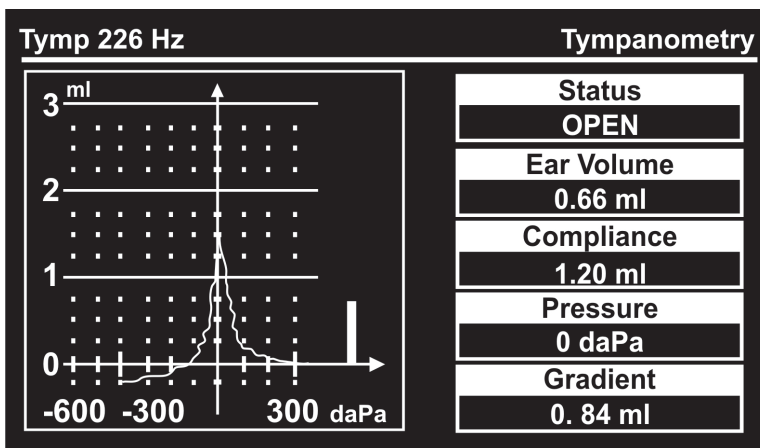 Tymp 226 Hz
Tympanometry
ml
3
2
1
0
-600 -300 300 daPa
Status
OPEN
Ear Volume
0.66 ml
Compliance
1.20 ml
Pressure
0 daPa
Gradient
0. 84 ml